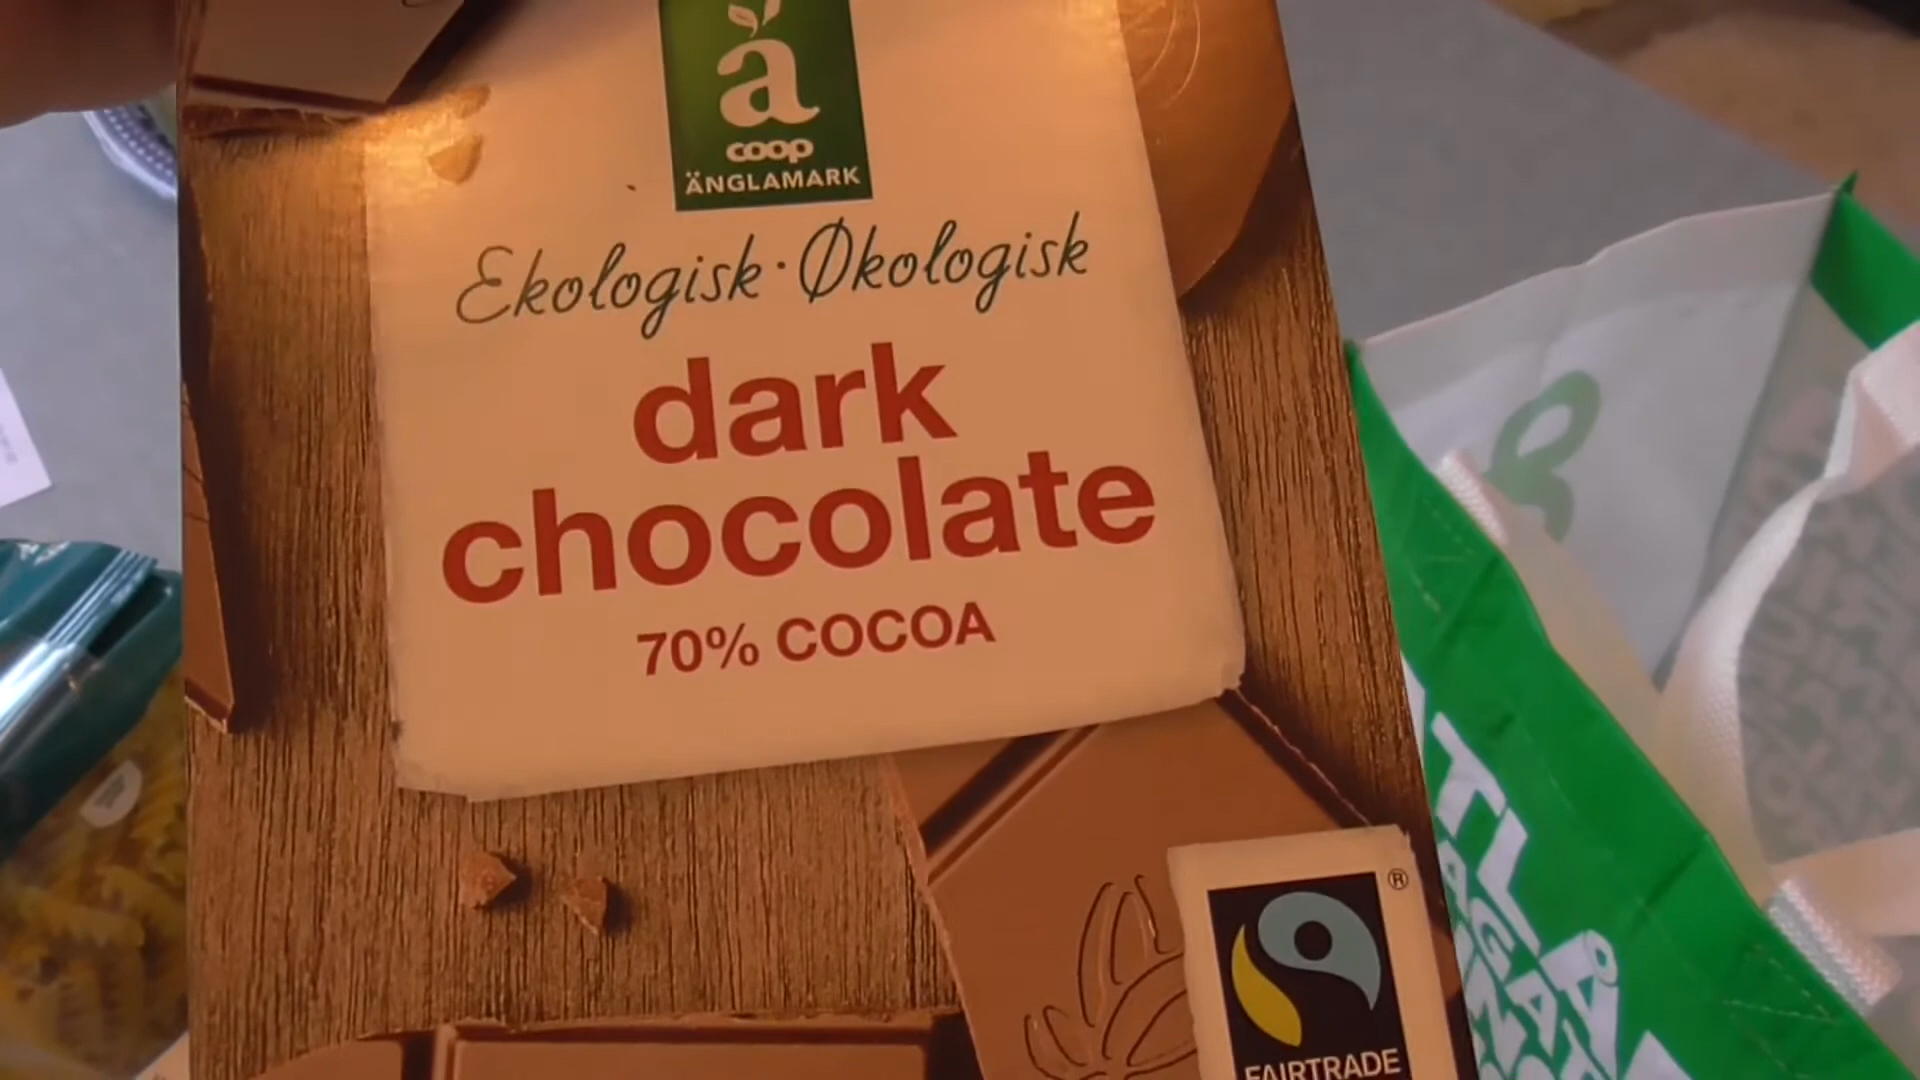 ä
coop
ÄNGLAMARK
Ekologisk · Økologisk
dark
chocolate
70% COCOA
®
FAIRTRADE